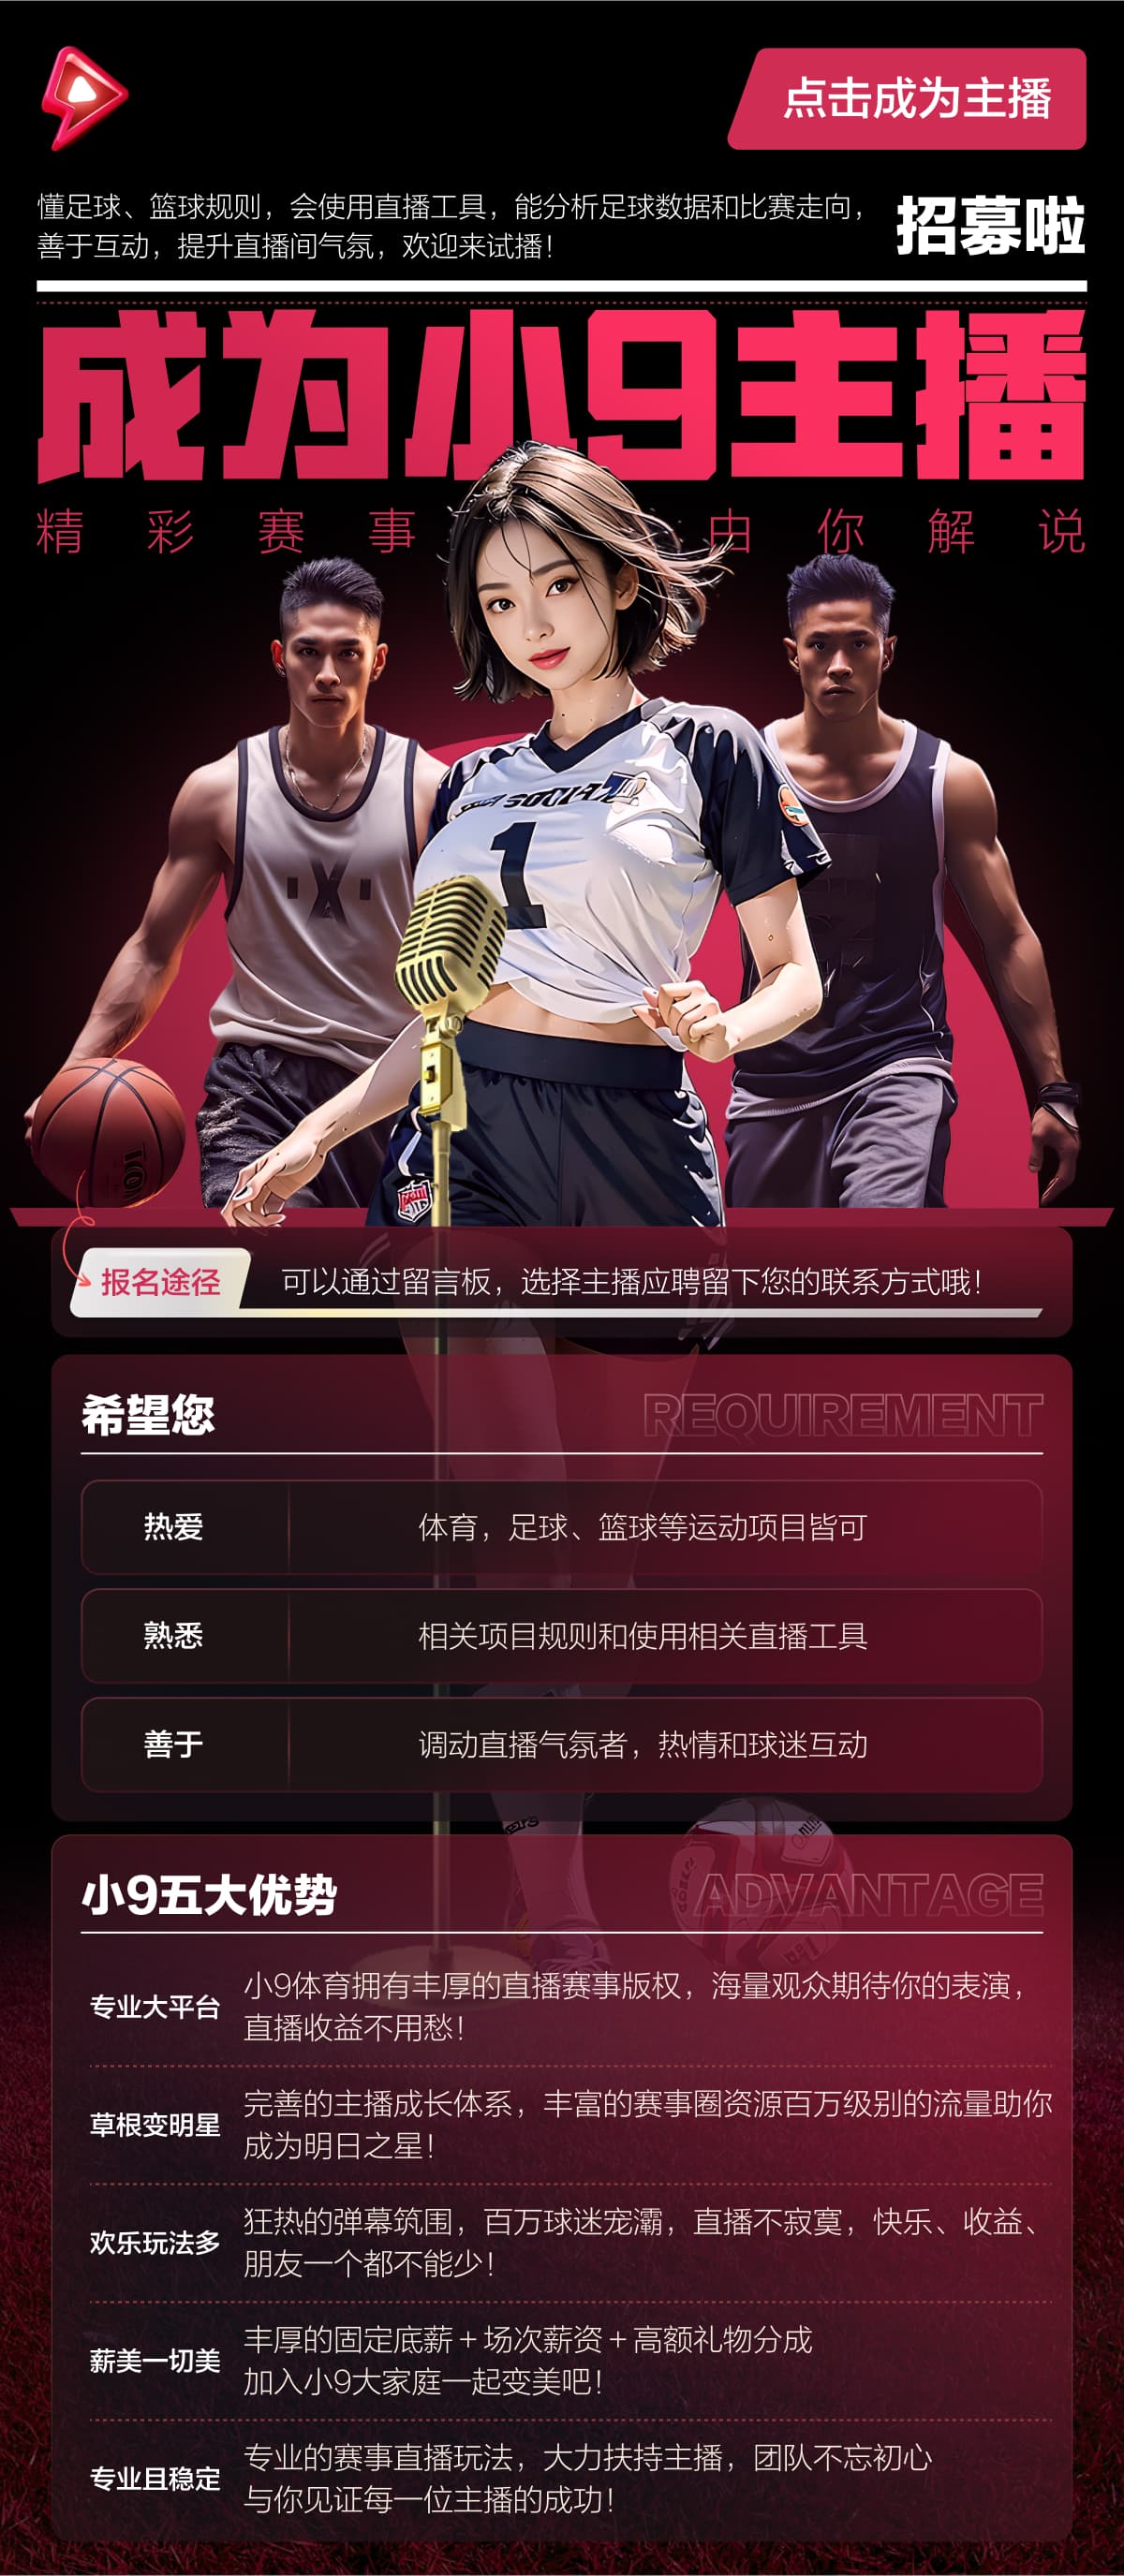 点击成为主播
懂足球、篮球规则，会使用直播工具，能分析足球数据和比赛走向，
善于互动，提升直播间气氛，欢迎来试播！
招募啦
成为小9主播
精彩赛事 由你解说
1
报名途径 可以通过留言板，选择主播应聘留下您的联系方式哦！
希望您 REQUIREMENT
热爱 体育，足球、篮球等运动项目皆可
熟悉 相关项目规则和使用相关直播工具
善于 调动直播气氛者，热情和球迷互动
小9五大优势 ADVANTAGE
专业大平台
小9体育拥有丰厚的直播赛事版权，海量观众期待你的表演，
直播收益不用愁！
草根变明星
完善的主播成长体系，丰富的赛事圈资源百万级别的流量助你
成为明日之星！
欢乐玩法多
狂热的弹幕筑围，百万球迷宠灞，直播不寂寞，快乐、收益、
朋友一个都不能少！
薪美一切美
丰厚的固定底薪＋场次薪资＋高额礼物分成
加入小9大家庭一起变美吧！
专业且稳定
专业的赛事直播玩法，大力扶持主播，团队不忘初心
与你见证每一位主播的成功！